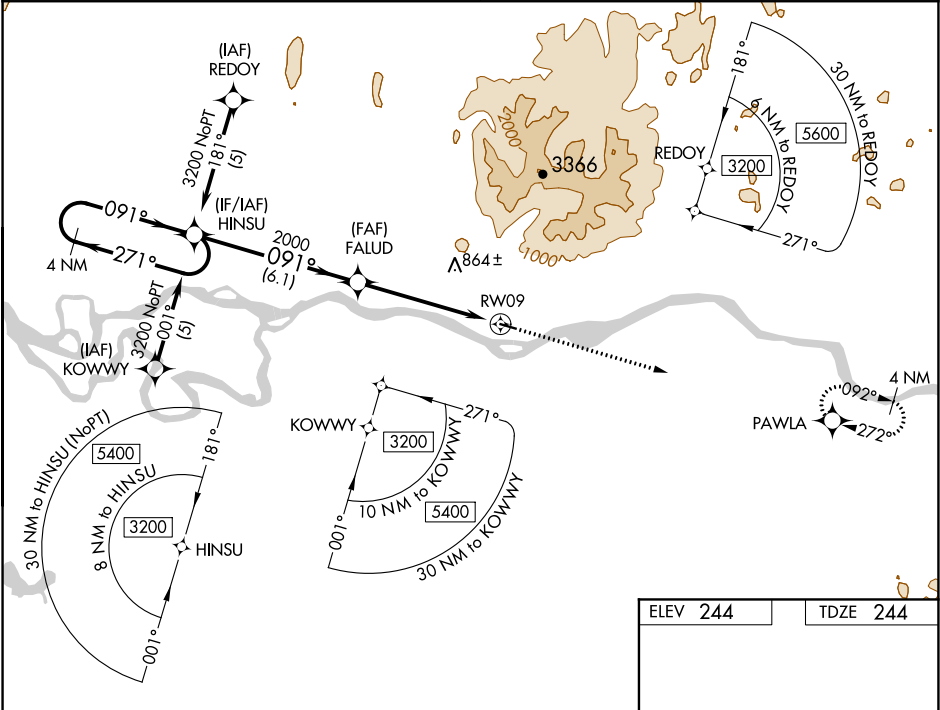 (IAF)
REDOY
3200 NoPT
181°
(5)
(IF/IAF)
HINSU
091°
271°
4 NM
2000
091°
(6.1)
(FAF)
FALUD
3200 NoPT
001°
(5)
(IAF)
KOWWY
RW09
864±
2000
3366
1000
181°
30 NM to REDOY
6 NM to REDOY
5600
REDOY
3200
271°
092°
4 NM
PAWLA
272°
30 NM to HINSU (NoPT)
5400
181°
8 NM to HINSU
3200
HINSU
001°
KOWWY
271°
3200
10 NM to KOWWY
5400
001°
30 NM to KOWWY
ELEV 244
TDZE 244